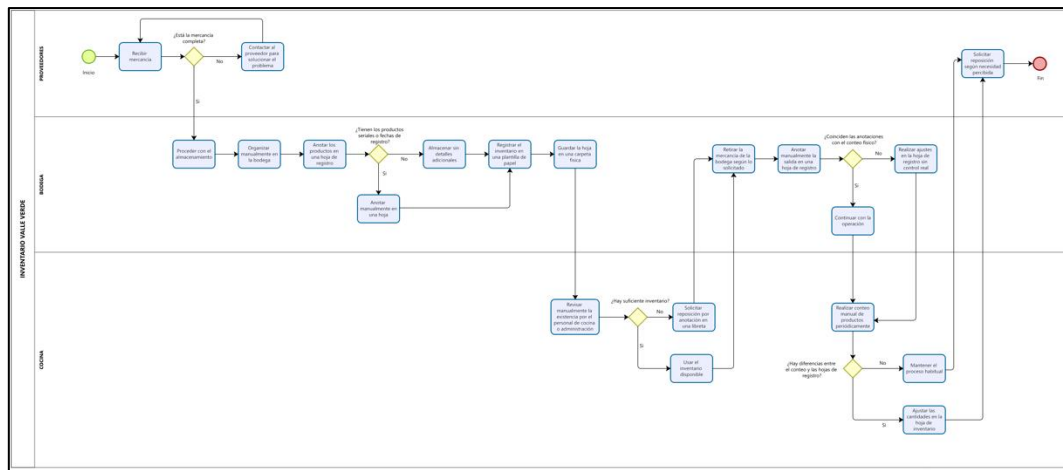 INVENTARIO VALLE VERDE
PROVEEDORES
Inicio
Recibir
mercancía
¿Está la mercancía
completa?
No
Contactar al
proveedor para
solucionar el
problema
Si
Solicitar
reposición
según necesidad
percibida
Fin
BODEGA
Proceder con el
almacenamiento
Organizar
manualmente en
la bodega
Anotar los
productos en
una hoja de
registro
¿Tienen los productos
seriales o fechas de
registro?
No
Almacenar sin
detalles
adicionales
Si
Anotar
manualmente en
una hoja
Registrar el
inventario en
una plantilla de
papel
Guardar la hoja
en una carpeta
física
Retirar la
mercancía de la
bodega según lo
solicitado
Anotar
manualmente la
salida en una
hoja de registro
¿Coinciden las anotaciones
con el conteo físico?
No
Realizar ajustes
en la hoja de
registro sin
control real
Si
Continuar con la
operación
COCINA
Revisar
manualmente la
existencia por el
personal de cocina
o administración
¿Hay suficiente inventario?
No
Solicitar
reposición por
anotación en
una libreta
Si
Usar el
inventario
disponible
Realizar conteo
manual de
productos
periódicamente
¿Hay diferencias entre
el conteo y las hojas de
registro?
No
Mantener el
proceso habitual
Si
Ajustar las
cantidades en la
hoja de
inventario